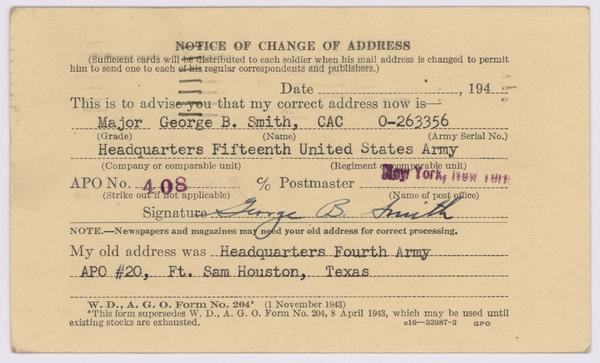 NOTICE OF CHANGE OF ADDRESS
(Sufficient cards will be distributed to each soldier when his mail address is changed to permit
him to send one to each of his regular correspondents and publishers.)
Date , 194
This is to advise you that my correct address now is—
Major George B. Smith, CAC O-263356
(Grade) (Name) (Army Serial No.)
Headquarters Fifteenth United States Army
(Company or comparable unit) (Regiment or comparable unit)
APO No. 408 c/o Postmaster New York, New York
(Strike out if not applicable) (Name of post office)
Signature George B. Smith
NOTE.—Newspapers and magazines may need your old address for correct processing.
My old address was Headquarters Fourth Army
APO #20, Ft. Sam Houston, Texas
W. D., A. G. O. Form No. 204* (1 November 1943)
*This form supersedes W. D., A. G. O. Form No. 204, 8 April 1943, which may be used until
existing stocks are exhausted. c16—33987-3 GPO